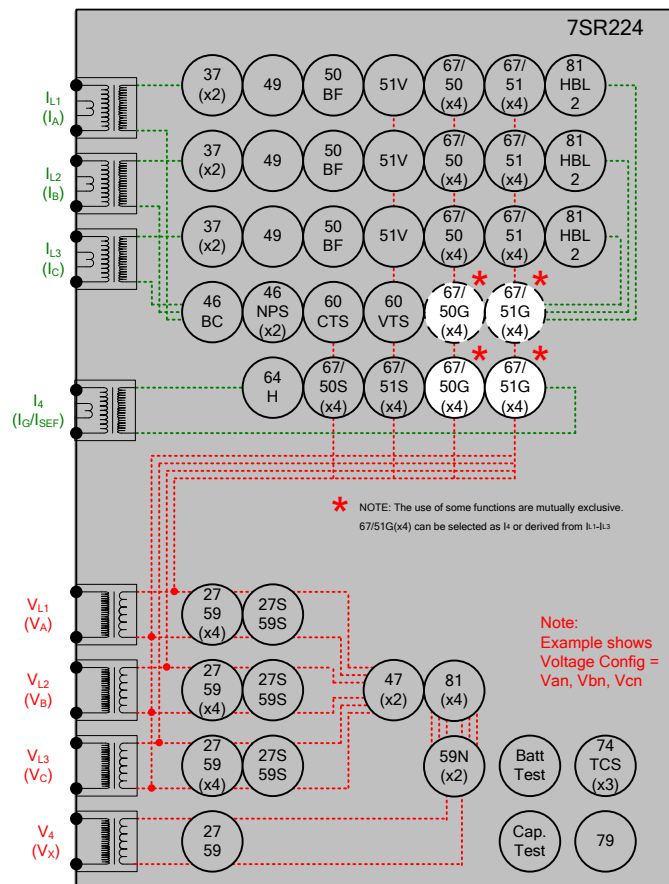 7SR224
IL1
(IA)
37
(x2)
49
50
BF
51V
67/
50
(x4)
67/
51
(x4)
81
HBL
2
IL2
(IB)
37
(x2)
49
50
BF
51V
67/
50
(x4)
67/
51
(x4)
81
HBL
2
IL3
(IC)
37
(x2)
49
50
BF
51V
67/
50
(x4)
67/
51
(x4)
81
HBL
2
46
BC
46
NPS
(x2)
60
CTS
60
VTS
67/
50G
(x4)
*
67/
51G
(x4)
*
I4
(IG/ISEF)
64
H
67/
50S
(x4)
67/
51S
(x4)
67/
50G
(x4)
*
67/
51G
(x4)
*
* NOTE: The use of some functions are mutually exclusive.
67/51G(x4) can be selected as I4 or derived from IL1-IL3
VL1
(VA)
27
59
(x4)
27S
59S
Note:
Example shows
Voltage Config =
Van, Vbn, Vcn
VL2
(VB)
27
59
(x4)
27S
59S
47
(x2)
81
(x4)
VL3
(VC)
27
59
(x4)
27S
59S
59N
(x2)
Batt
Test
74
TCS
(x3)
V4
(VX)
27
59
Cap.
Test
79